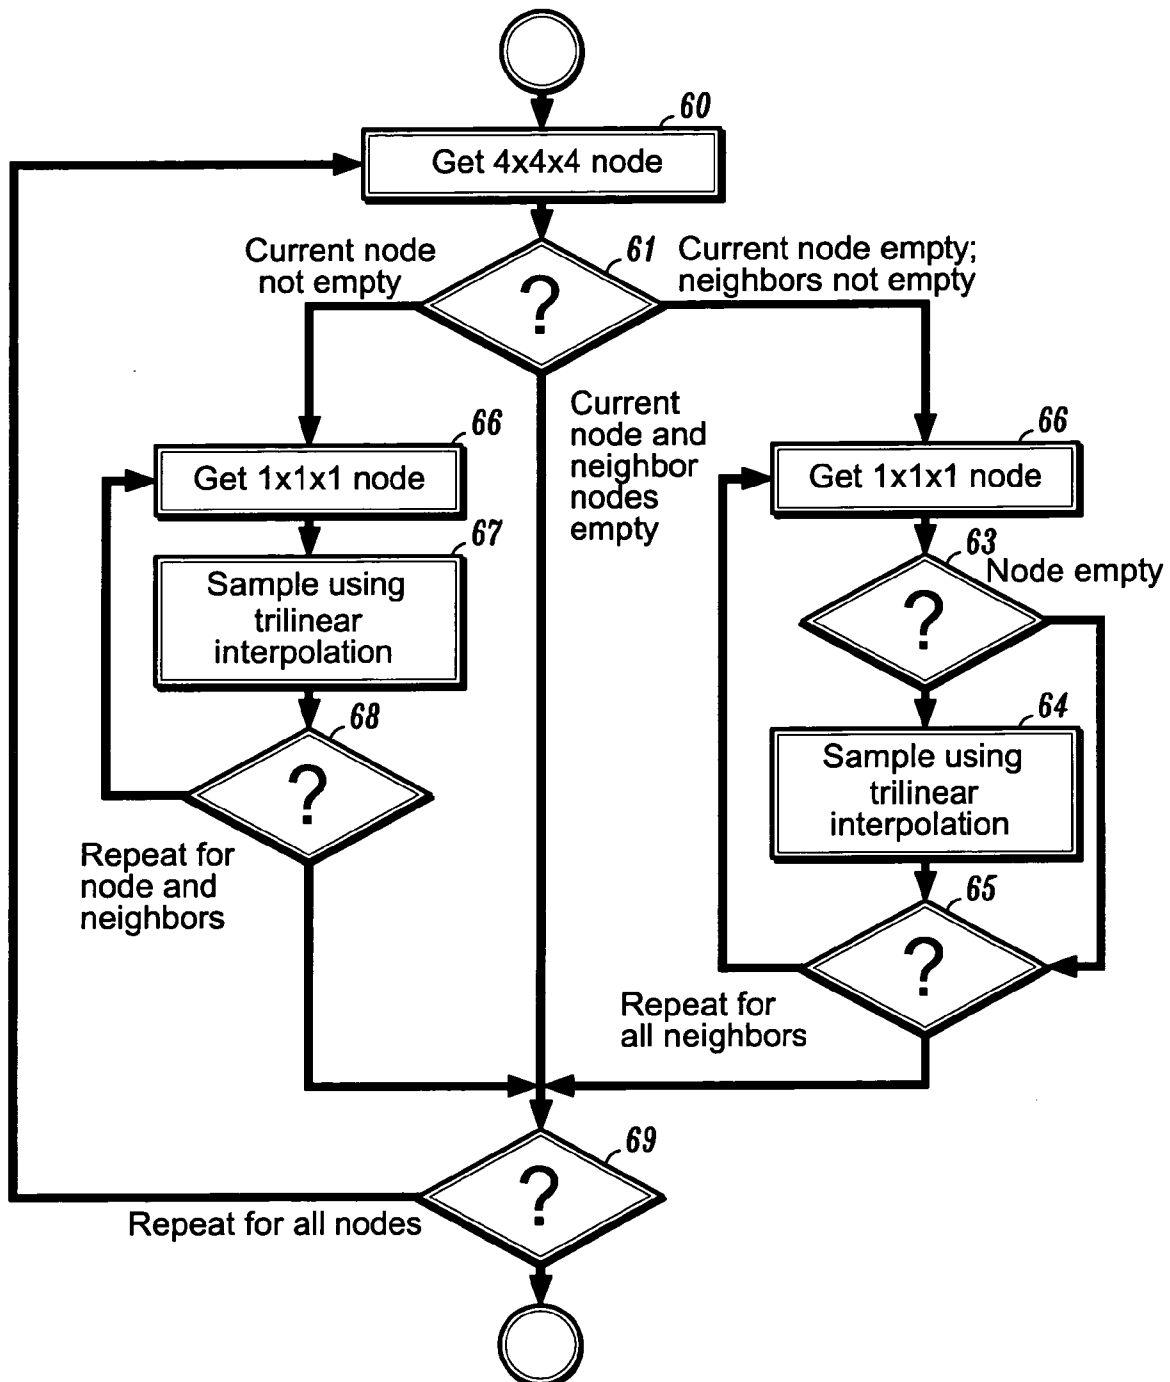 60
Get 4x4x4 node
61
Current node
not empty
Current node empty;
neighbors not empty
?
Current
node and
neighbor
nodes
empty
66
Get 1x1x1 node
67
Sample using
trilinear
interpolation
68
?
Repeat for
node and
neighbors
66
Get 1x1x1 node
63
Node empty
?
64
Sample using
trilinear
interpolation
65
?
Repeat for
all neighbors
69
?
Repeat for all nodes